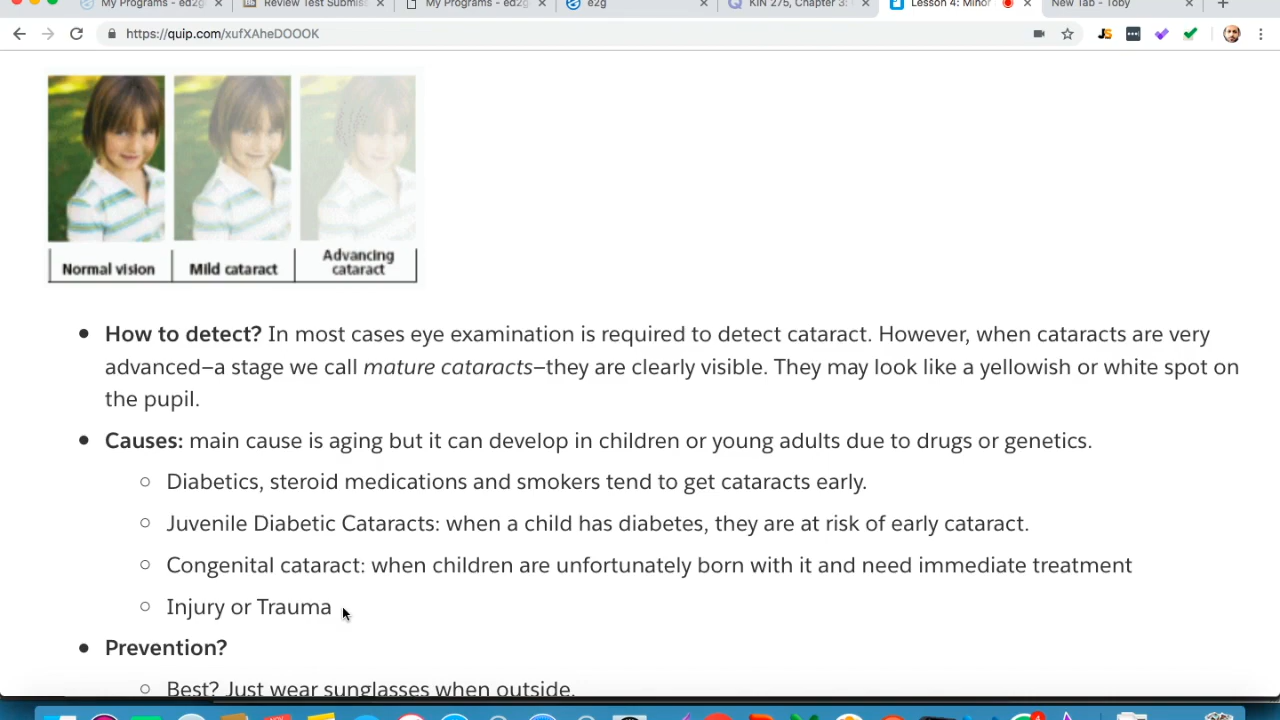 My Programs - ed2g
Review Test Submiss
My Programs - ed2g
e2g
KIN 275, Chapter 3:
Lesson 4: Minor
New Tab - Toby
https://quip.com/xufXAheDOOOK
Normal vision
Mild cataract
Advancing
cataract
How to detect? In most cases eye examination is required to detect cataract. However, when cataracts are very
advanced—a stage we call mature cataracts—they are clearly visible. They may look like a yellowish or white spot on
the pupil.
Causes: main cause is aging but it can develop in children or young adults due to drugs or genetics.
Diabetics, steroid medications and smokers tend to get cataracts early.
Juvenile Diabetic Cataracts: when a child has diabetes, they are at risk of early cataract.
Congenital cataract: when children are unfortunately born with it and need immediate treatment
Injury or Trauma
Prevention?
Best? Just wear sunglasses when outside.